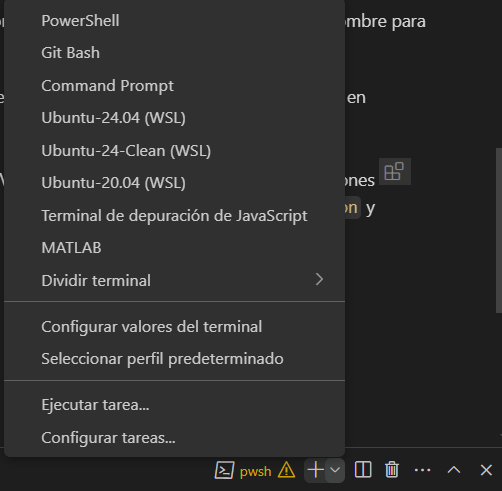 ombre para
PowerShell
Git Bash
Command Prompt
en
Ubuntu-24.04 (WSL)
Ubuntu-24-Clean (WSL)
Ubuntu-20.04 (WSL)
ones
Terminal de depuración de JavaScript
on y
MATLAB
Dividir terminal
Configurar valores del terminal
Seleccionar perfil predeterminado
Ejecutar tarea...
Configurar tareas...
pwsh